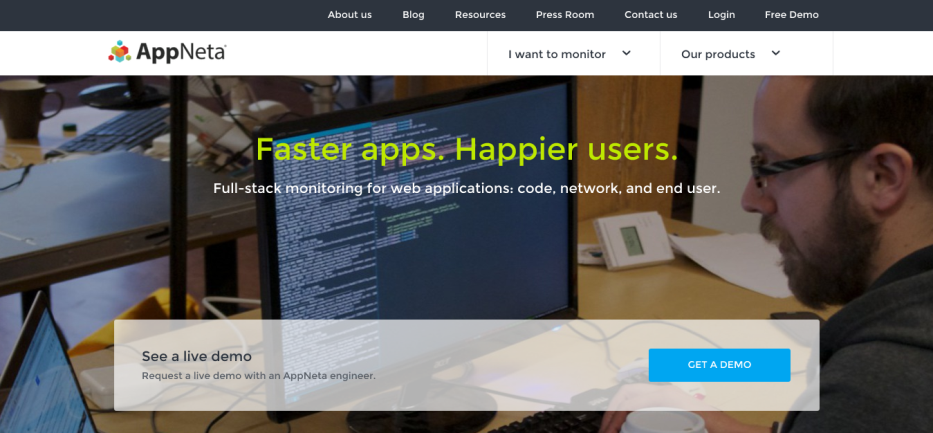 About us Blog Resources Press Room Contact us Login Free Demo
AppNeta
I want to monitor Our products
Faster apps. Happier users.
Full-stack monitoring for web applications: code, network, and end user.
See a live demo
Request a live demo with an AppNeta engineer.
GET A DEMO